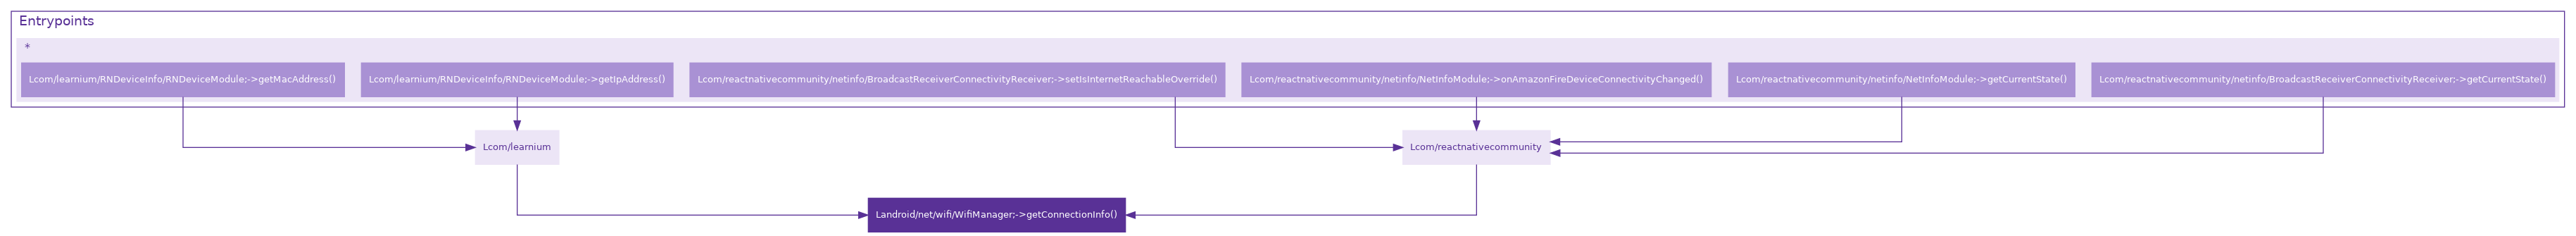 Entrypoints
*
Lcom/learnium/RNDeviceInfo/RNDeviceModule;->getMacAddress()
Lcom/learnium/RNDeviceInfo/RNDeviceModule;->getIpAddress()
Lcom/reactnativecommunity/netinfo/BroadcastReceiverConnectivityReceiver;->setIsInternetReachableOverride()
Lcom/reactnativecommunity/netinfo/NetInfoModule;->onAmazonFireDeviceConnectivityChanged()
Lcom/reactnativecommunity/netinfo/NetInfoModule;->getCurrentState()
Lcom/reactnativecommunity/netinfo/BroadcastReceiverConnectivityReceiver;->getCurrentState()
Lcom/learnium
Lcom/reactnativecommunity
Landroid/net/wifi/WifiManager;->getConnectionInfo()